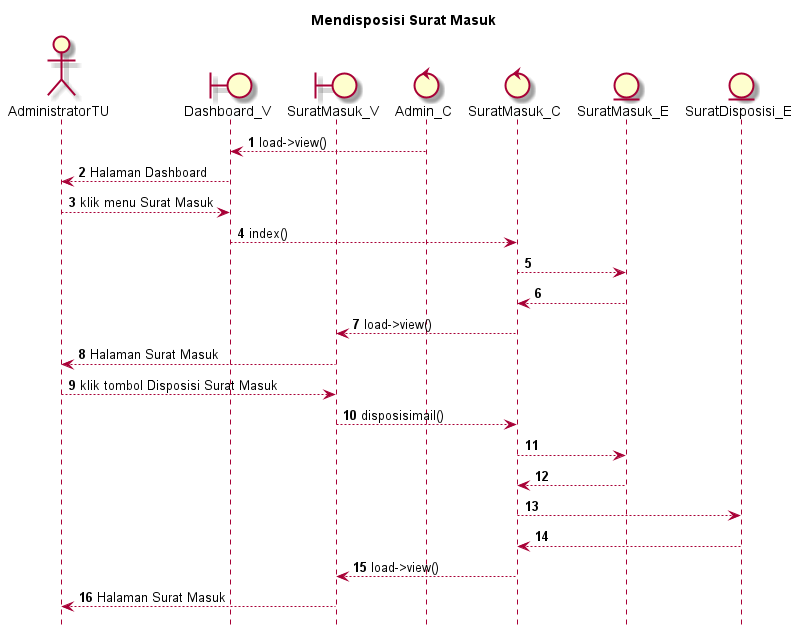 Mendisposisi Surat Masuk
AdministratorTU
Dashboard_V
SuratMasuk_V
Admin_C
SuratMasuk_C
SuratMasuk_E
SuratDisposisi_E
1 load->view()
2 Halaman Dashboard
3 klik menu Surat Masuk
4 index()
5
6
7 load->view()
8 Halaman Surat Masuk
9 klik tombol Disposisi Surat Masuk
10 disposisimail()
11
12
13
14
15 load->view()
16 Halaman Surat Masuk